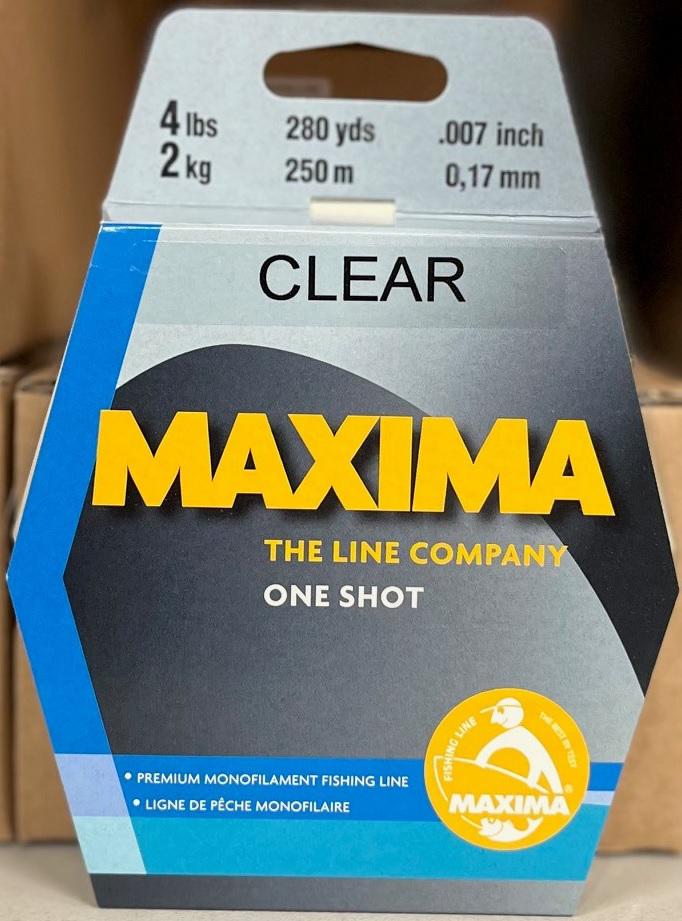 4 lbs 280 yds .007 inch
2 kg 250 m 0,17 mm
CLEAR
MAXIMA
THE LINE COMPANY
ONE SHOT
• PREMIUM MONOFILAMENT FISHING LINE
• LIGNE DE PÊCHE MONOFILAIRE
FISHING LINE
THE BEST BY TEST
MAXIMA®